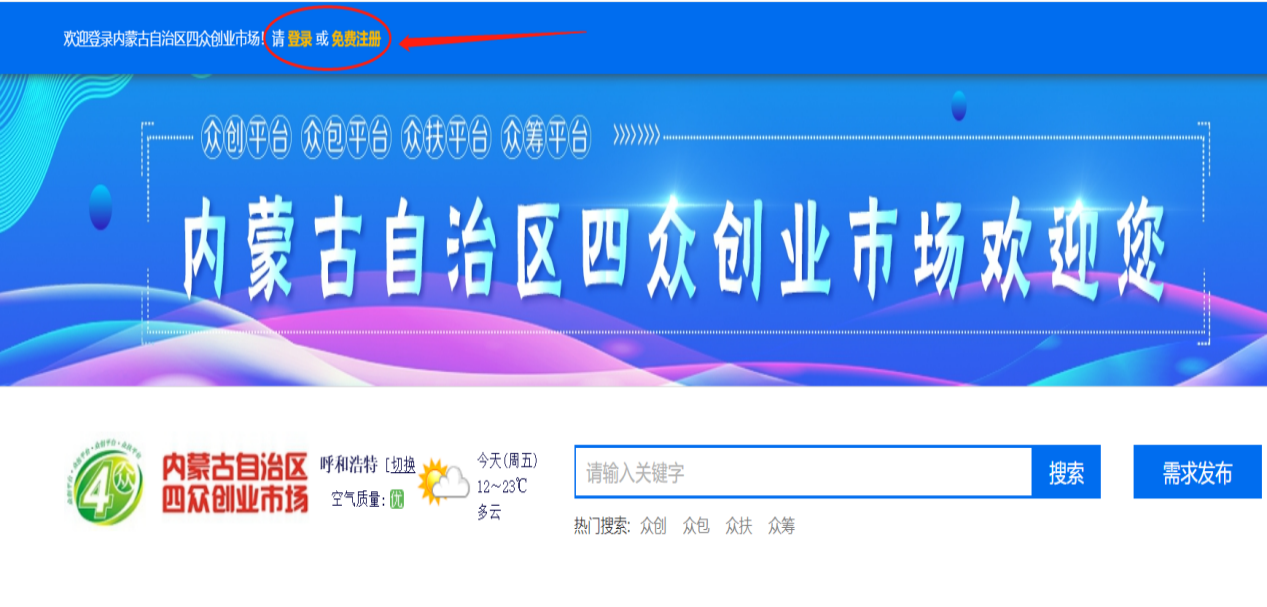 欢迎登录内蒙古自治区四众创业市场! 请 登录 或 免费注册
众创平台 众包平台 众扶平台 众筹平台
内蒙古自治区四众创业市场欢迎您
4众
内蒙古自治区
四众创业市场
呼和浩特 [切换
空气质量: 优
今天(周五)
12～23℃
多云
请输入关键字
搜索
需求发布
热门搜索: 众创 众包 众扶 众筹